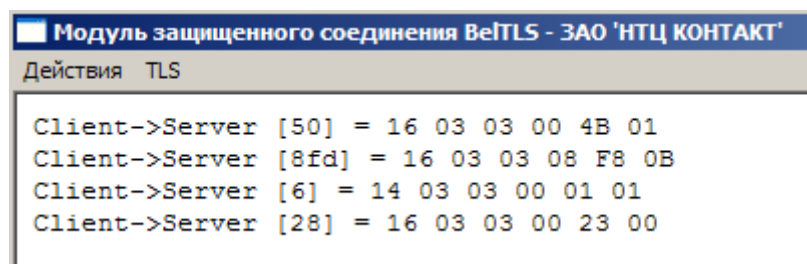 Модуль защищенного соединения BelTLS - ЗАО 'НТЦ КОНТАКТ'
Действия TLS
Client->Server [50] = 16 03 03 00 4B 01
Client->Server [8fd] = 16 03 03 08 F8 0B
Client->Server [6] = 14 03 03 00 01 01
Client->Server [28] = 16 03 03 00 23 00